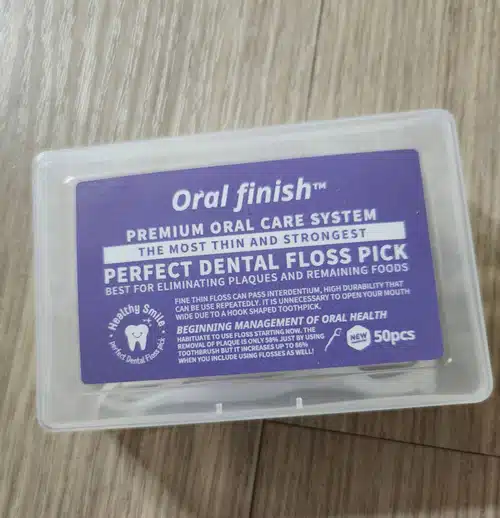 Oral finish™
PREMIUM ORAL CARE SYSTEM
THE MOST THIN AND STRONGEST
PERFECT DENTAL FLOSS PICK
BEST FOR ELIMINATING PLAQUES AND REMAINING FOODS
FINE THIN FLOSS CAN PASS INTERDENTIUM, HIGH DURABILITY THAT
CAN BE USE REPEATEDLY. IT IS UNNECESSARY TO OPEN YOUR MOUTH
WIDE DUE TO A HOOK SHAPED TOOTHPICK.
Healthy Smile
perfect Dental Floss pick
BEGINNING MANAGEMENT OF ORAL HEALTH
HABITUATE TO USE FLOSS STARTING NOW. THE
REMOVAL OF PLAQUE IS ONLY 58% JUST BY USING
TOOTHBRUSH BUT IT INCREASES UP TO 86%
WHEN YOU INCLUDE USING FLOSSES AS WELL!
NEW
50pcs